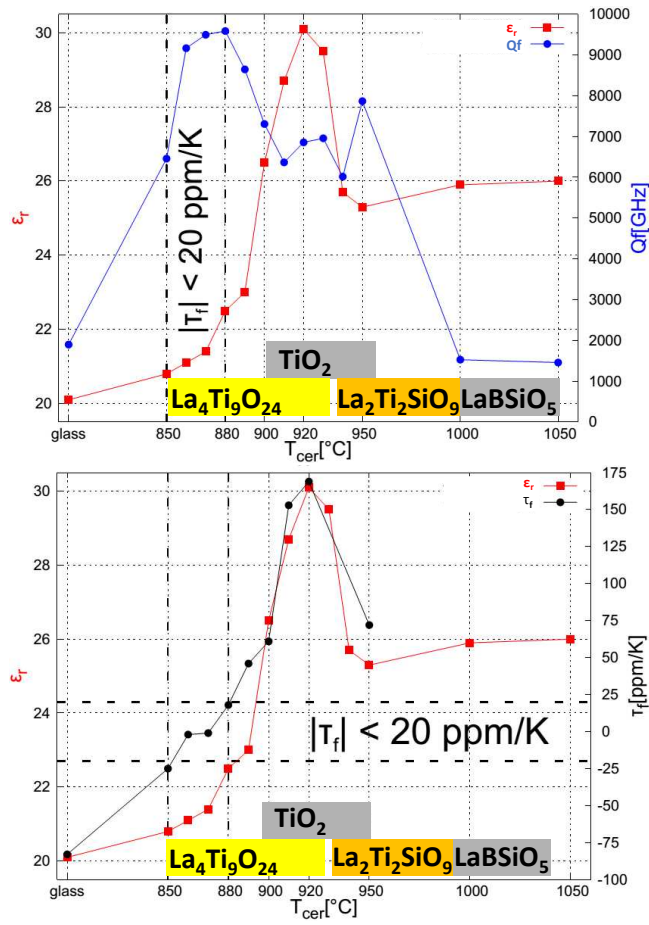 εr
Qf
30
28
26
24
22
20
εr
10000
9000
8000
7000
6000
5000
4000
3000
2000
1000
0
Qf[GHz]
|τf| < 20 ppm/K
TiO2
La4Ti9O24
La2Ti2SiO9
LaBSiO5
glass
850
880
900
920
950
1000
1050
Tcer[°C]
εr
τf
30
28
26
24
22
20
εr
175
150
125
100
75
50
25
0
-25
-50
-75
-100
τf[ppm/K]
|τf| < 20 ppm/K
TiO2
La4Ti9O24
La2Ti2SiO9
LaBSiO5
glass
850
880
900
920
950
1000
1050
Tcer[°C]